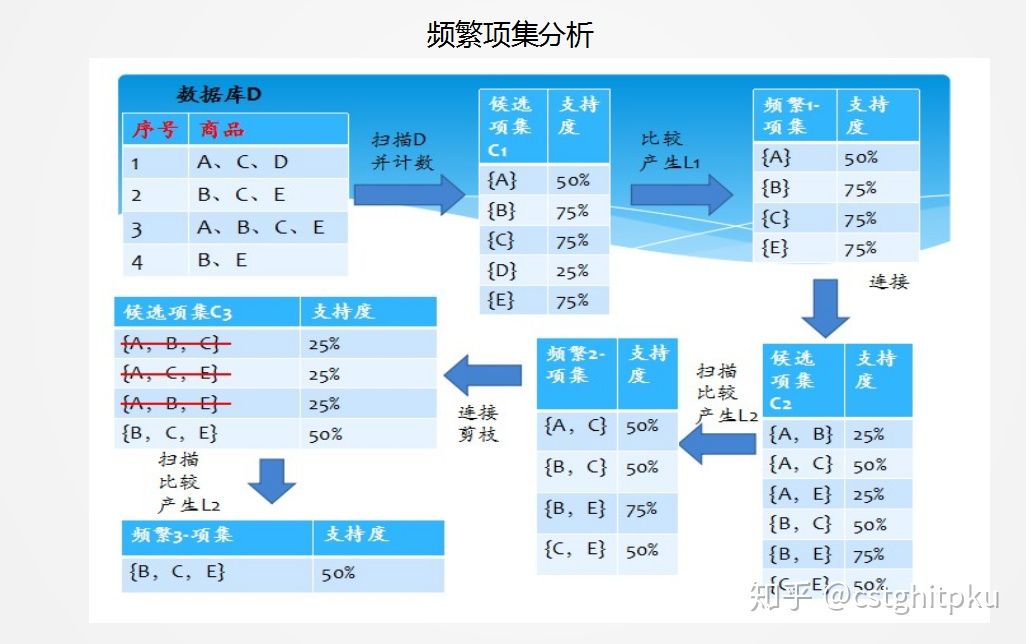 频繁项集分析
数据库D
序号 商品
1 A、C、D
2 B、C、E
3 A、B、C、E
4 B、E
扫描D
并计数
候选
项集
C1
支持
度
{A} 50%
{B} 75%
{C} 75%
{D} 25%
{E} 75%
比较
产生L1
频繁1-
项集
支持
度
{A} 50%
{B} 75%
{C} 75%
{E} 75%
连接
候选
项集
C2
支持
度
{A，B} 25%
{A，C} 50%
{A，E} 25%
{B，C} 50%
{B，E} 75%
{C，E} 50%
扫描
比较
产生L2
频繁2-
项集
支持
度
{A，C} 50%
{B，C} 50%
{B，E} 75%
{C，E} 50%
连接
剪枝
候选项集C3 支持度
{A，B，C} 25%
{A，C，E} 25%
{A，B，E} 25%
{B，C，E} 50%
扫描
比较
产生L2
频繁3-项集 支持度
{B，C，E} 50%
知乎 @cstghitpku